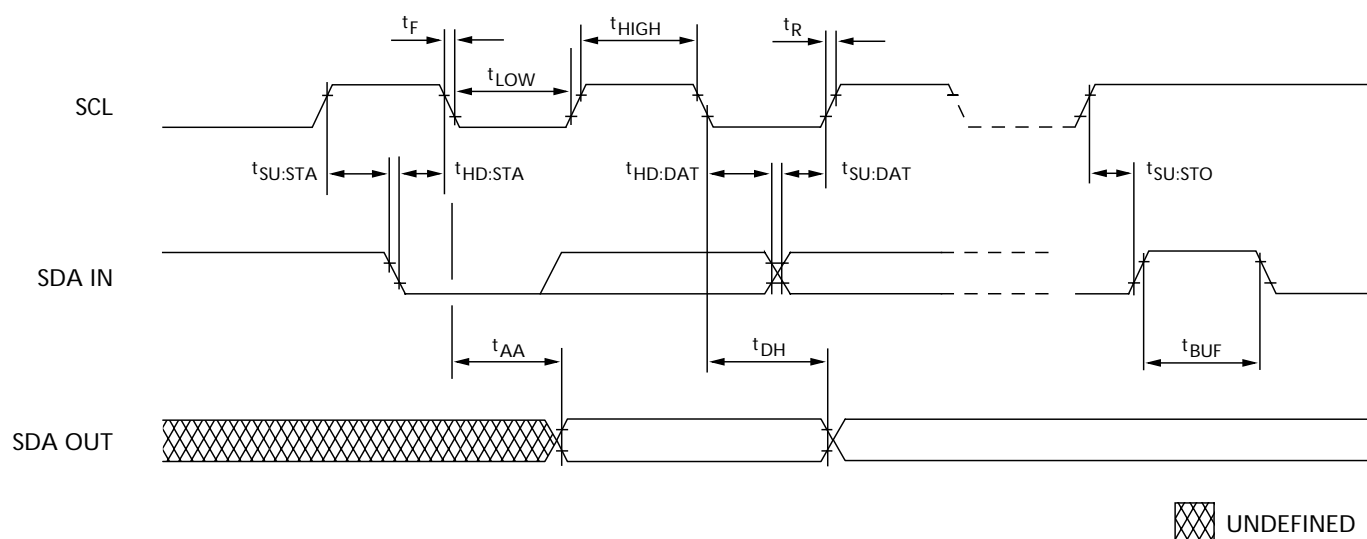 tF
tHIGH
tR
tLOW
SCL
tSU:STA
tHD:STA
tHD:DAT
tSU:DAT
tSU:STO
SDA IN
tAA
tDH
tBUF
SDA OUT
UNDEFINED